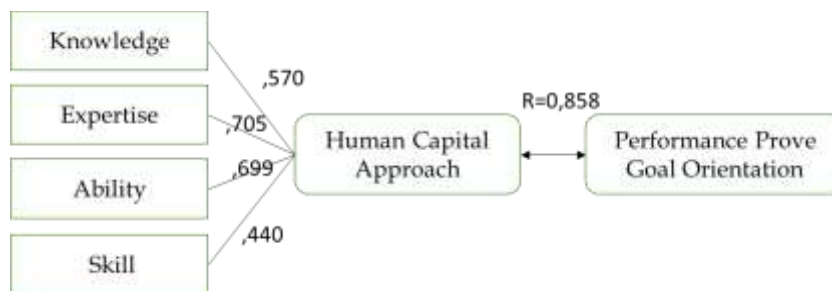 Knowledge
,570
Expertise
,705
Ability
,699
Skill
,440
Human Capital
Approach
R=0,858
Performance Prove
Goal Orientation